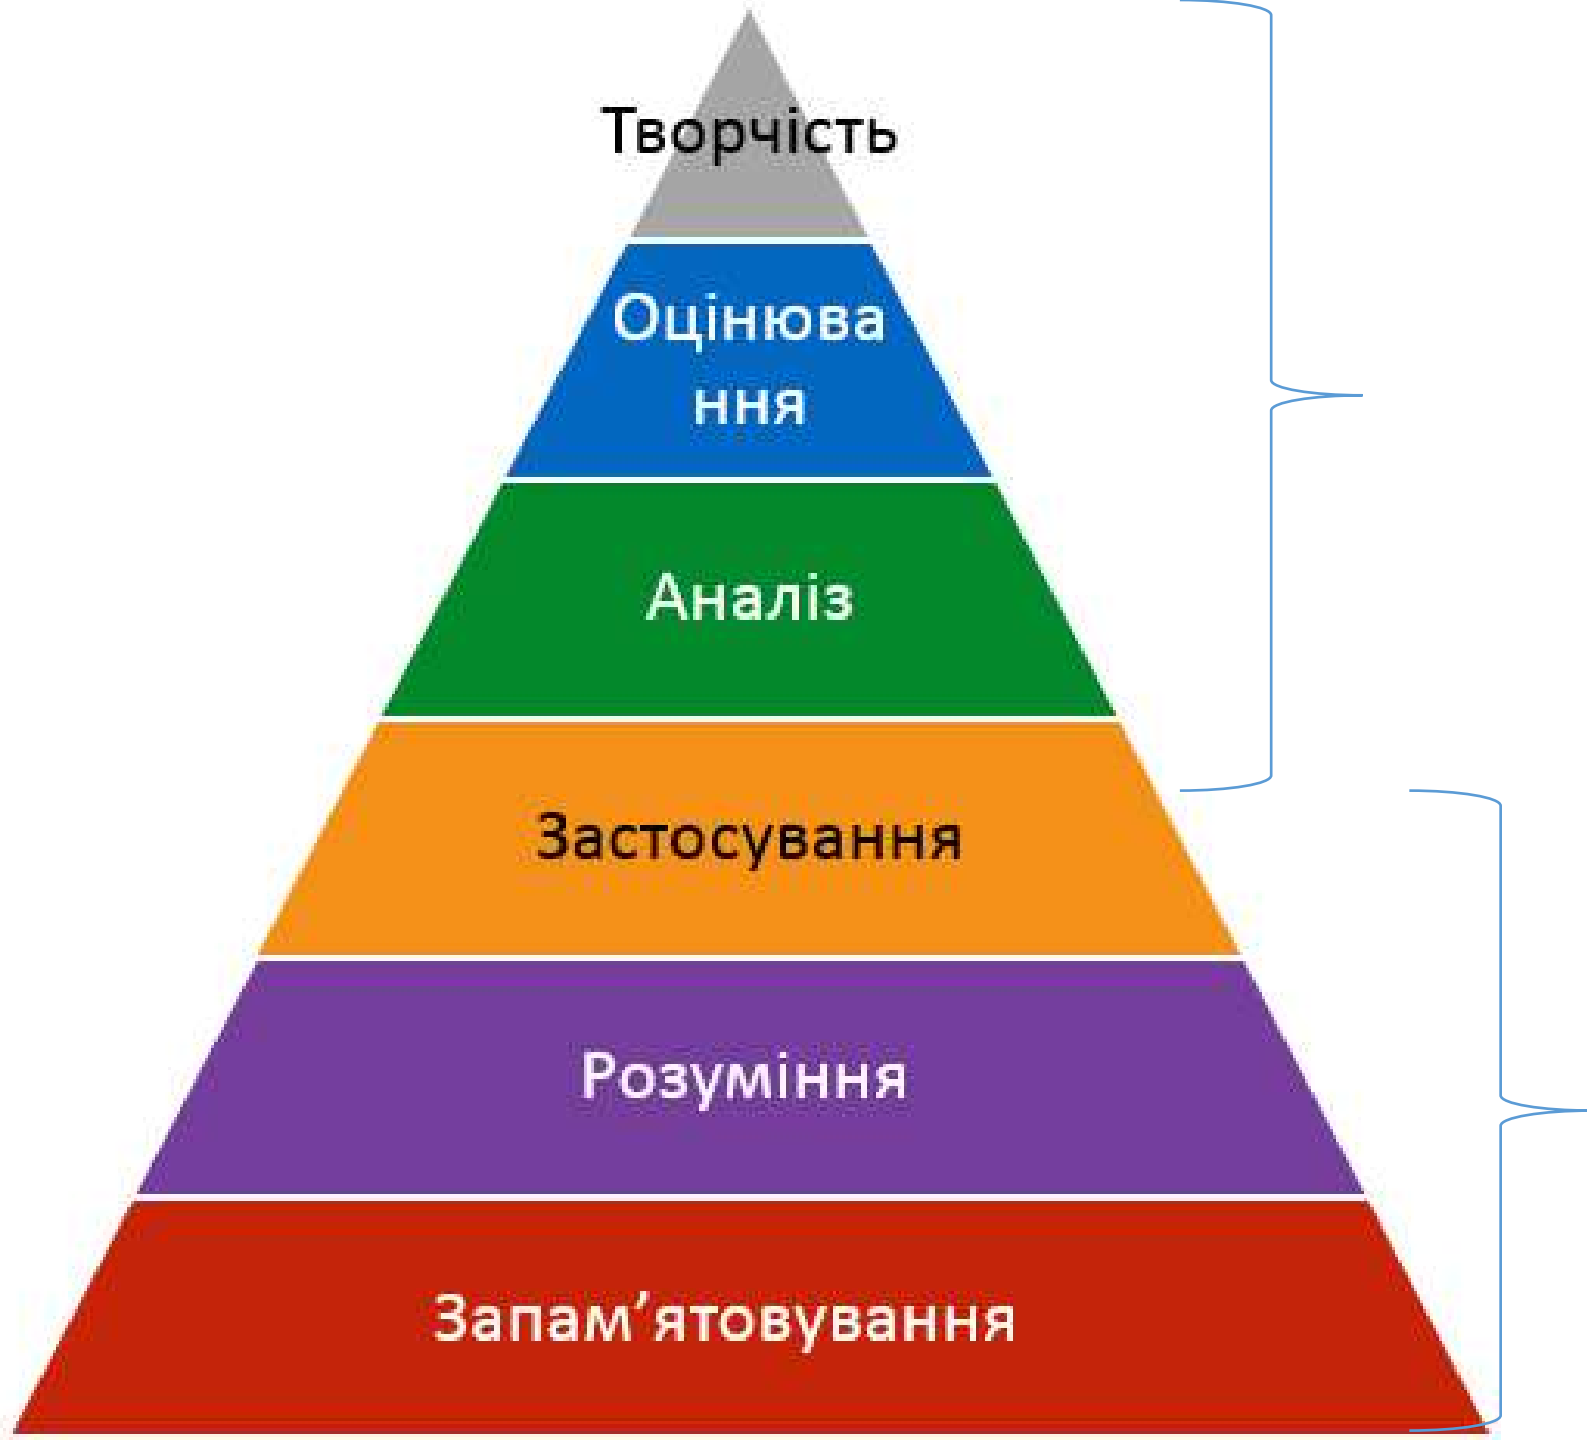 Творчість
Оцінюва
ння
Аналіз
Застосування
Розуміння
Запам’ятовування